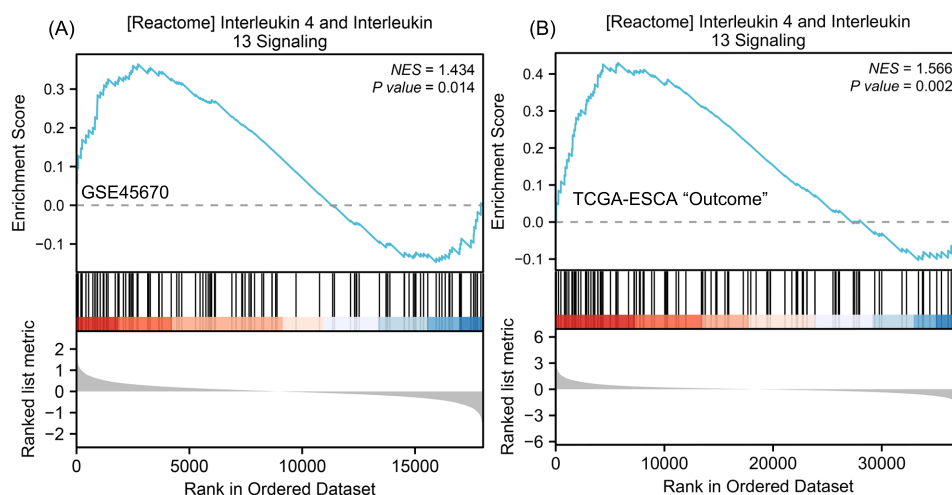 (A)
[Reactome] Interleukin 4 and Interleukin
13 Signaling
NES = 1.434
P value = 0.014
Enrichment Score
0.3
0.2
0.1
0.0
−0.1
GSE45670
Ranked list metric
2
1
0
−1
−2
0
5000
10000
15000
Rank in Ordered Dataset
(B)
[Reactome] Interleukin 4 and Interleukin
13 Signaling
NES = 1.566
P value = 0.002
Enrichment Score
0.4
0.3
0.2
0.1
0.0
−0.1
TCGA-ESCA “Outcome”
Ranked list metric
6
3
0
−3
−6
0
10000
20000
30000
Rank in Ordered Dataset